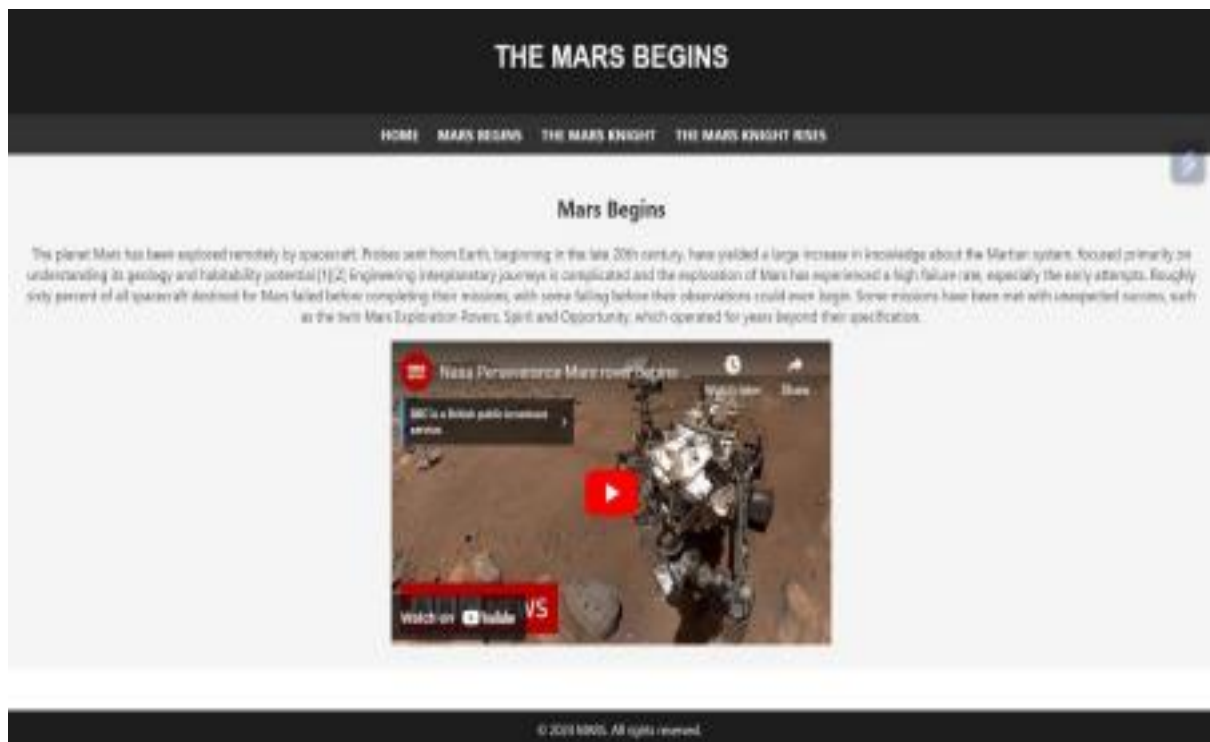 THE MARS BEGINS
HOME MARS BEGINS THE MARS KNIGHT THE MARS KNIGHT RISES
Mars Begins
The planet Mars has been explored remotely by spacecraft. Probes sent from Earth, beginning in the late 20th century, have yielded a large increase in knowledge about the Martian system, focused primarily on
understanding its geology and habitability potential.[1][2] Engineering interplanetary journeys is complicated and the exploration of Mars has experienced a high failure rate, especially the early attempts. Roughly
sixty percent of all spacecraft destined for Mars failed before completing their missions, with some failing before their observations could even begin. Some missions have been met with unexpected success, such
as the twin Mars Exploration Rovers, Spirit and Opportunity, which operated for years beyond their specification.
Nasa Perseverance Mars rover begins ...
Watch later Share
BBC is a British public broadcast
service.
WS
Watch on YouTube
© MARS. All rights reserved.